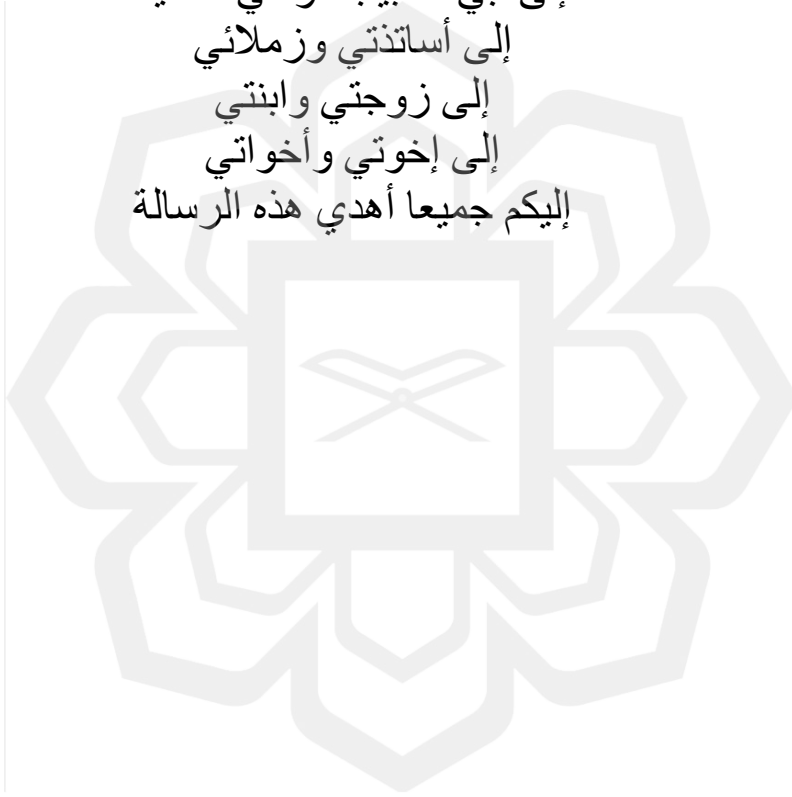 إلى أساتذتي وزملائي
إلى زوجتي وابنتي
إلى إخوتي وأخواتي
إليكم جميعا أهدي هذه الرسالة